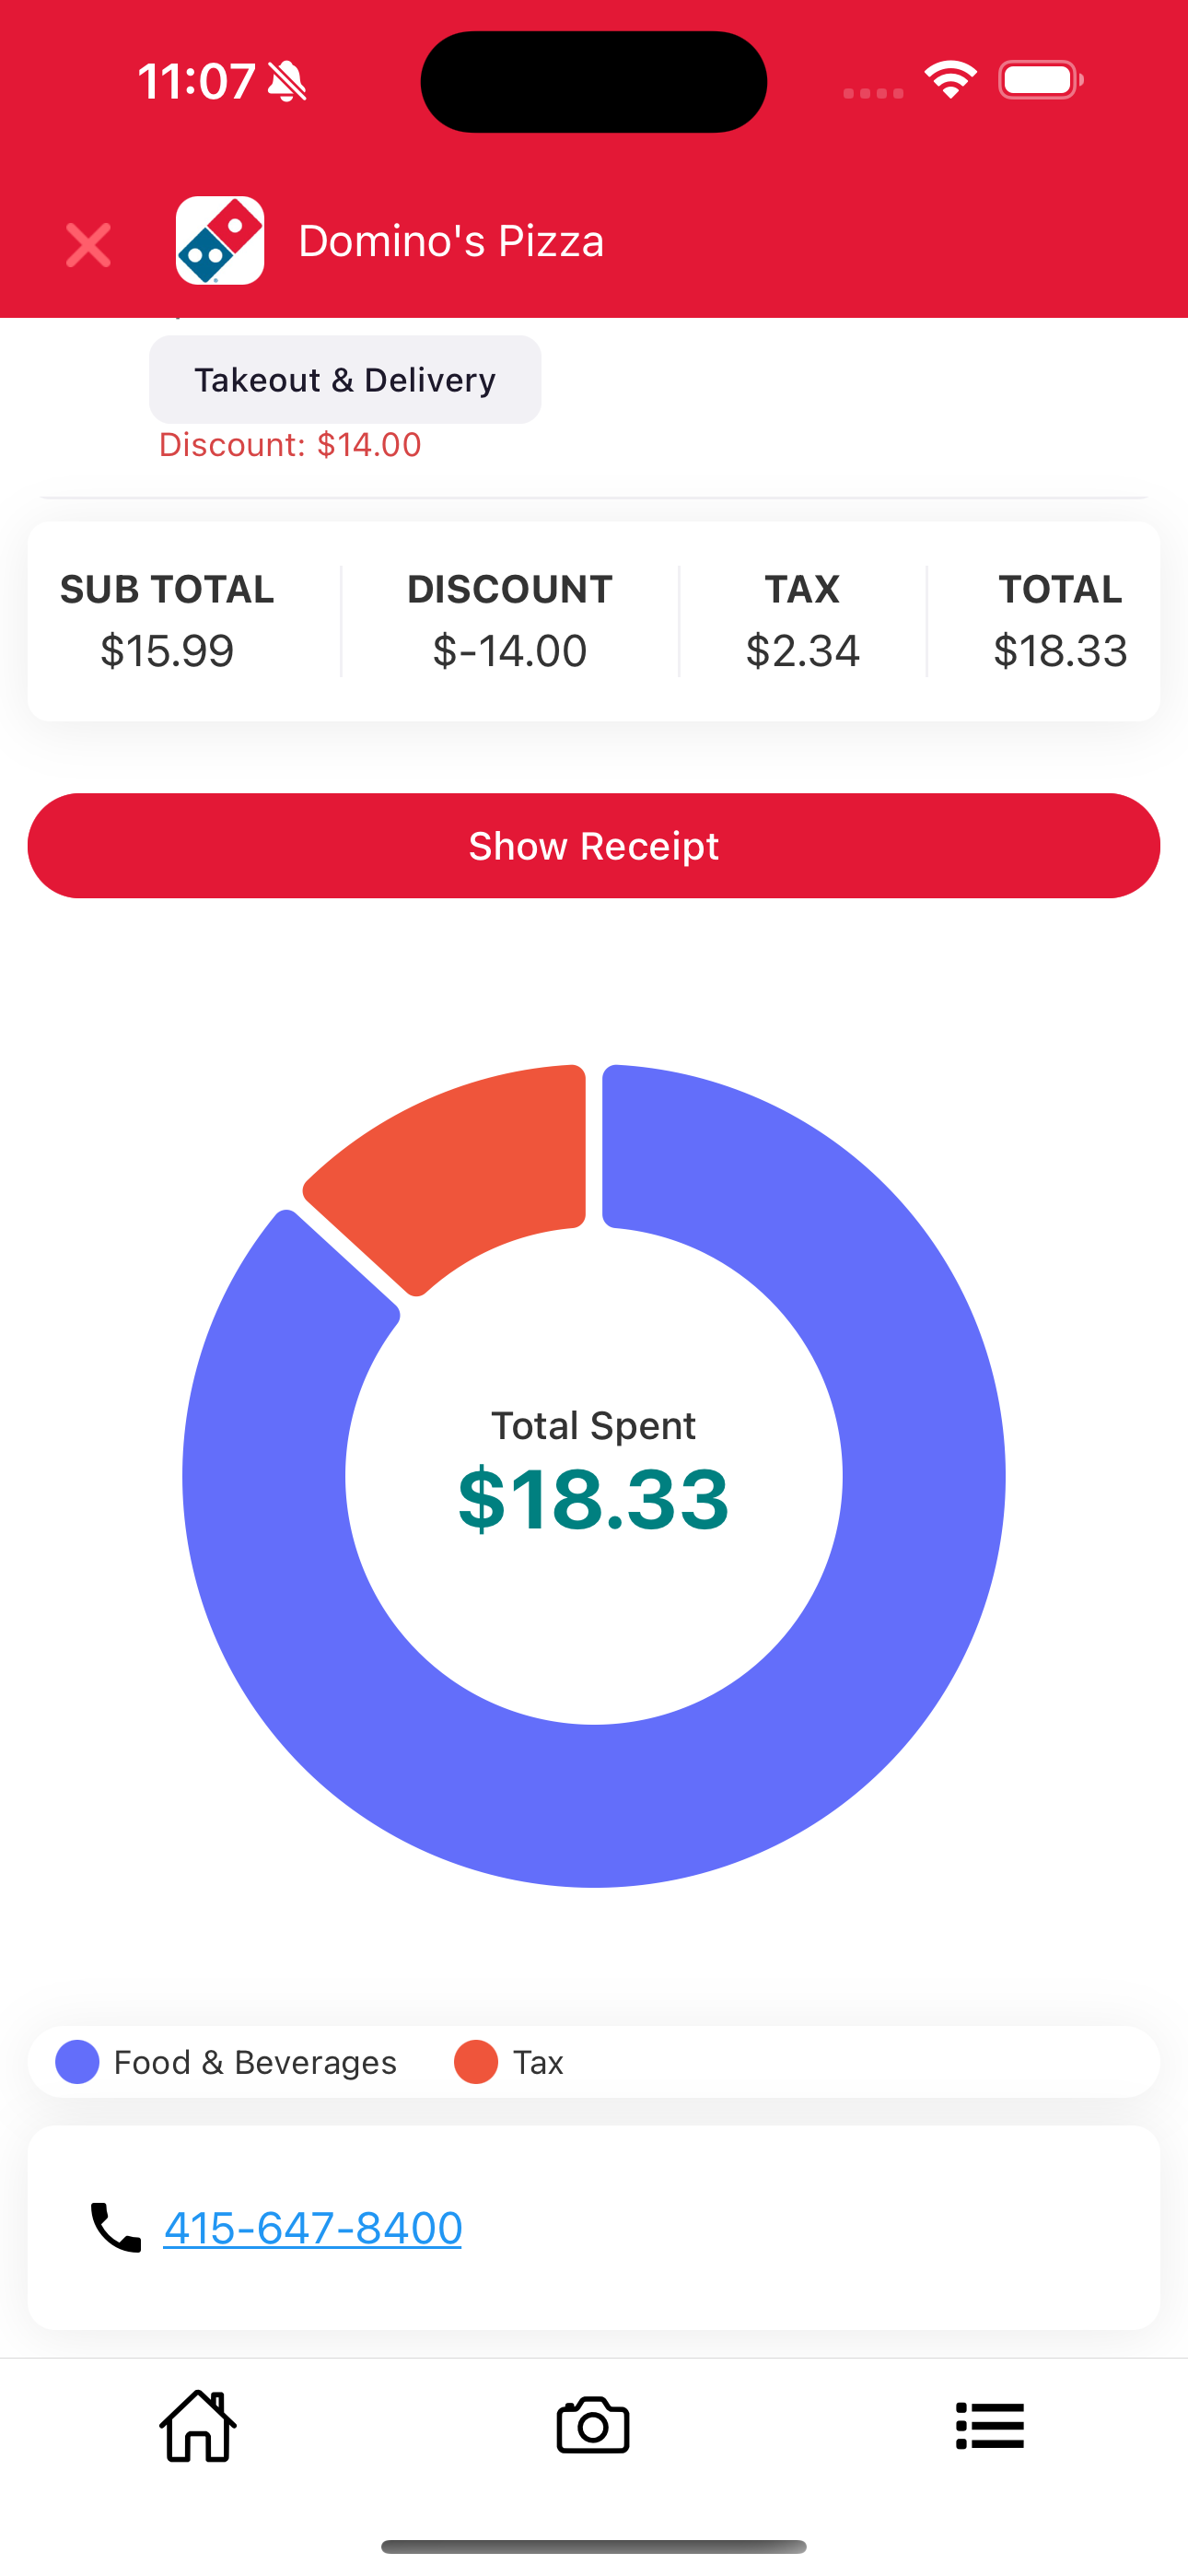 11:07
Domino's Pizza
Takeout & Delivery
Discount: $14.00
SUB TOTAL DISCOUNT TAX TOTAL
$15.99 $-14.00 $2.34 $18.33
Show Receipt
Total Spent
$18.33
Food & Beverages Tax
415-647-8400